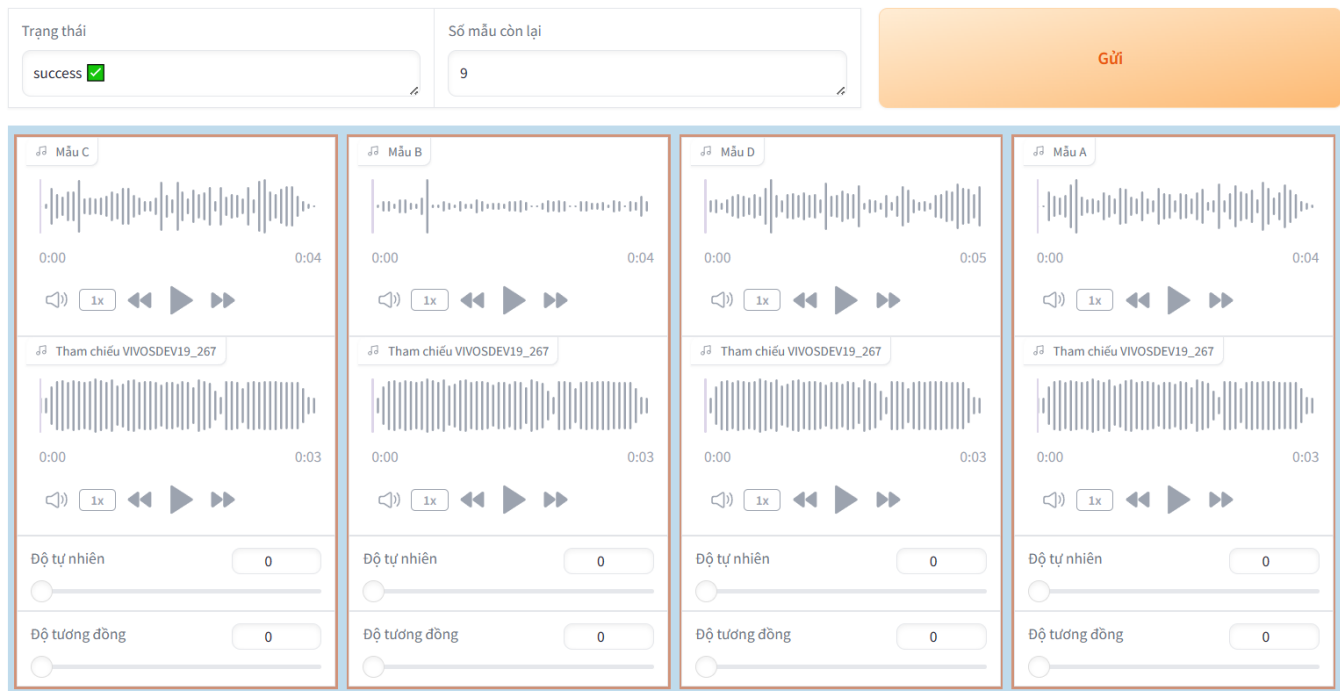 Trạng thái
Số mẫu còn lại
success ✅
9
Gửi
Mẫu C
Mẫu B
Mẫu D
Mẫu A
0:00 0:04
0:00 0:04
0:00 0:05
0:00 0:04
1x
1x
1x
1x
Tham chiếu VIVOSDEV19_267
Tham chiếu VIVOSDEV19_267
Tham chiếu VIVOSDEV19_267
Tham chiếu VIVOSDEV19_267
0:00 0:03
0:00 0:03
0:00 0:03
0:00 0:03
1x
1x
1x
1x
Độ tự nhiên 0
Độ tự nhiên 0
Độ tự nhiên 0
Độ tự nhiên 0
Độ tương đồng 0
Độ tương đồng 0
Độ tương đồng 0
Độ tương đồng 0